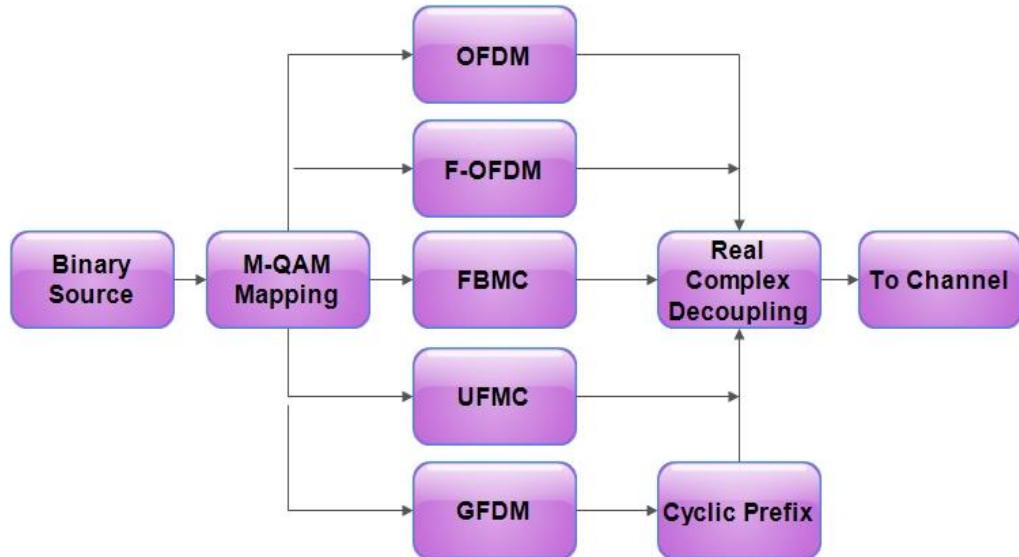 OFDM
F-OFDM
Binary
Source
M-QAM
Mapping
FBMC
Real
Complex
Decoupling
To Channel
UFMC
GFDM
Cyclic Prefix